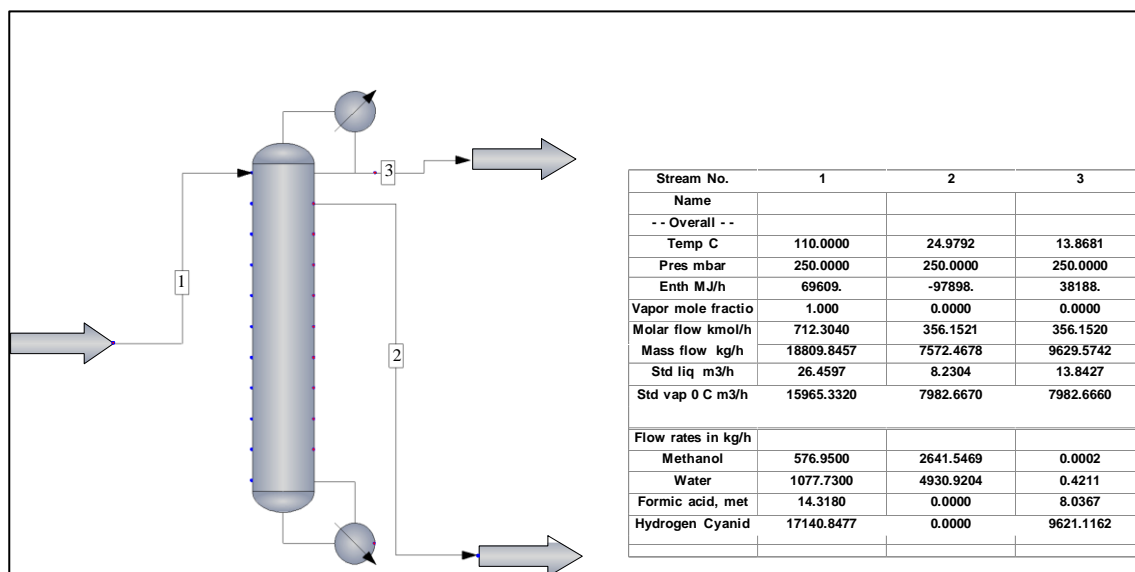 3
1
2
Stream No. 1 2 3
Name
- - Overall - -
Temp C 110.0000 24.9792 13.8681
Pres mbar 250.0000 250.0000 250.0000
Enth MJ/h 69609. -97898. 38188.
Vapor mole fractio 1.000 0.0000 0.0000
Molar flow kmol/h 712.3040 356.1521 356.1520
Mass flow kg/h 18809.8457 7572.4678 9629.5742
Std liq m3/h 26.4597 8.2304 13.8427
Std vap 0 C m3/h 15965.3320 7982.6670 7982.6660
Flow rates in kg/h
Methanol 576.9500 2641.5469 0.0002
Water 1077.7300 4930.9204 0.4211
Formic acid, met 14.3180 0.0000 8.0367
Hydrogen Cyanid 17140.8477 0.0000 9621.1162